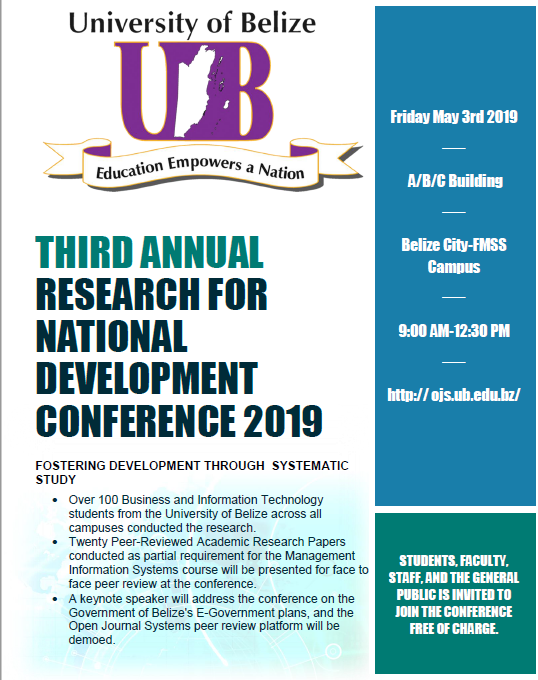 University of Belize
UB
Education Empowers a Nation
THIRD ANNUAL
RESEARCH FOR
NATIONAL
DEVELOPMENT
CONFERENCE 2019
FOSTERING DEVELOPMENT THROUGH SYSTEMATIC
STUDY
• Over 100 Business and Information Technology
students from the University of Belize across all
campuses conducted the research.
• Twenty Peer-Reviewed Academic Research Papers
conducted as partial requirement for the Management
Information Systems course will be presented for face to
face peer review at the conference.
• A keynote speaker will address the conference on the
Government of Belize's E-Government plans, and the
Open Journal Systems peer review platform will be
demoed.
Friday May 3rd 2019
A/B/C Building
Belize City-FMSS
Campus
9:00 AM-12:30 PM
http:// ojs.ub.edu.bz/
STUDENTS, FACULTY,
STAFF, AND THE GENERAL
PUBLIC IS INVITED TO
JOIN THE CONFERENCE
FREE OF CHARGE.